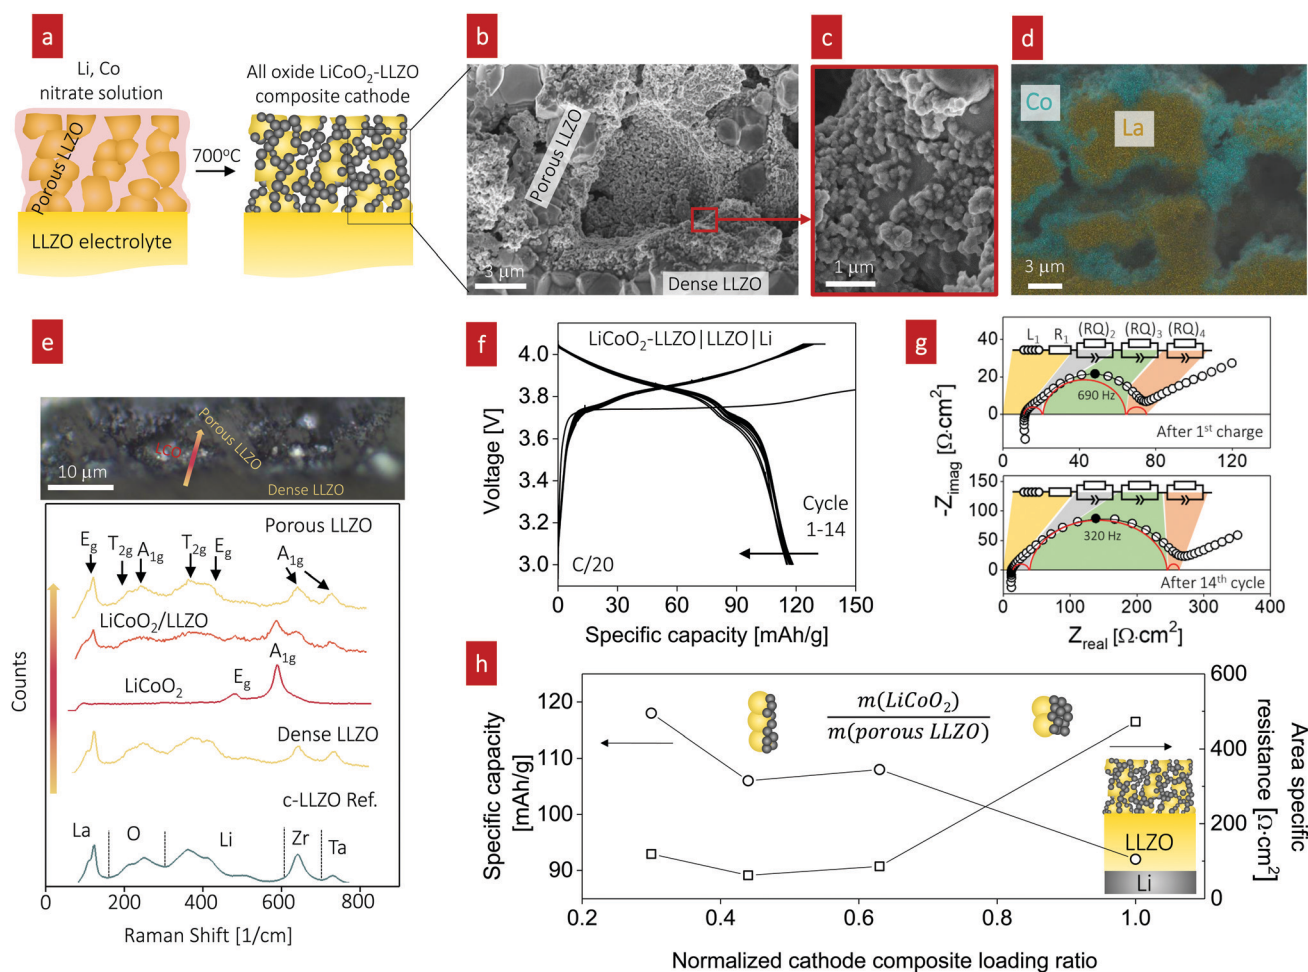 a
Li, Co
nitrate solution
All oxide LiCoO2-LLZO
composite cathode
Porous LLZO
700oC
LLZO electrolyte
b
Porous LLZO
3 μm
Dense LLZO
c
1 μm
d
Co
La
3 μm
e
LCO
Porous LLZO
10 μm
Dense LLZO
Porous LLZO
Eg
T2g
A1g
T2g
Eg
A1g
LiCoO2/LLZO
A1g
Eg
LiCoO2
Dense LLZO
c-LLZO Ref.
La
O
Li
Zr
Ta
Counts
0
200
400
600
800
Raman Shift [1/cm]
f
LiCoO2-LLZO|LLZO|Li
4.0
3.8
3.6
3.4
3.2
3.0
Voltage [V]
Cycle
1-14
C/20
0
30
60
90
120
150
Specific capacity [mAh/g]
g
L1
R1
(RQ)2
(RQ)3
(RQ)4
40
20
0
690 Hz
After 1st charge
0
40
80
120
160
-Zimag [Ω·cm2]
150
100
50
0
320 Hz
After 14th cycle
0
100
200
300
400
Zreal [Ω·cm2]
h
m(LiCoO2)
m(porous LLZO)
120
110
100
90
Specific capacity
[mAh/g]
600
500
400
300
200
100
0
Area specific
resistance [Ω·cm2]
LLZO
Li
0.2
0.4
0.6
0.8
1.0
Normalized cathode composite loading ratio